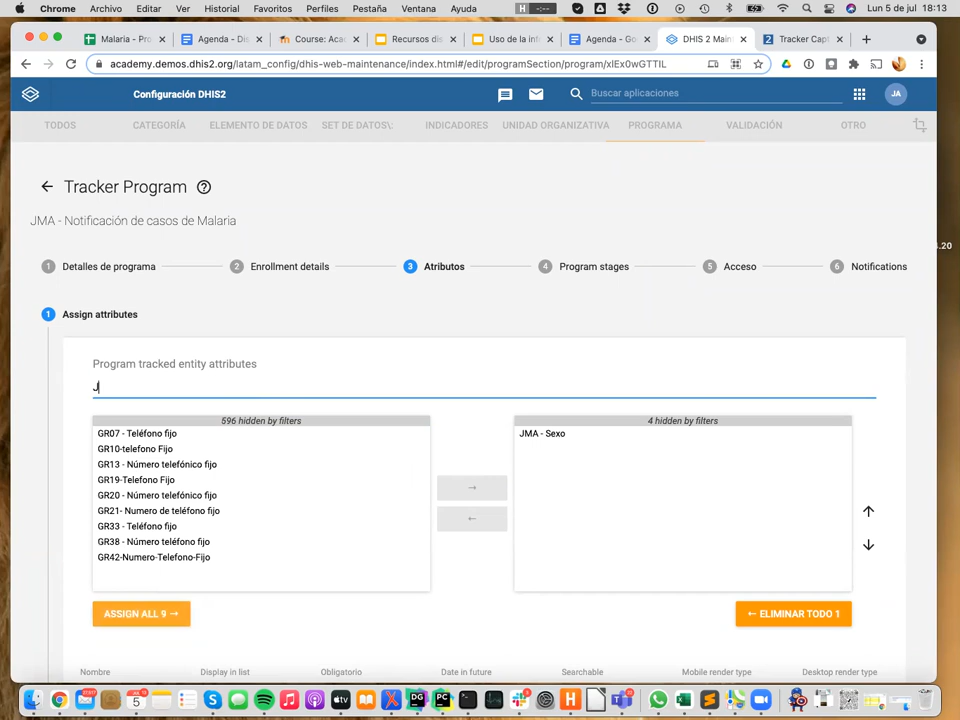 Chrome Archivo Editar Ver Historial Favoritos Perfiles Pestaña Ventana Ayuda H Lun 5 de jul 18:13
Malaria - Pro Agenda - Dis Course: Aca Recursos dis Uso de la inf Agenda - Go DHIS 2 Main Tracker Capt
academy.demos.dhis2.org/latam_config/dhis-web-maintenance/index.html#/edit/programSection/program/xIEx0wGTTIL
Configuración DHIS2 Buscar aplicaciones JA
TODOS CATEGORÍA ELEMENTO DE DATOS SET DE DATOS\; INDICADORES UNIDAD ORGANIZATIVA PROGRAMA VALIDACIÓN OTRO
Tracker Program
JMA - Notificación de casos de Malaria
4.20
1 Detalles de programa 2 Enrollment details 3 Atributos 4 Program stages 5 Acceso 6 Notifications
1 Assign attributes
Program tracked entity attributes
J
596 hidden by filters
GR07 - Teléfono fijo
GR10-telefono Fijo
GR13 - Número telefónico fijo
GR19-Telefono Fijo
GR20 - Número telefónico fijo
GR21- Numero de teléfono fijo
GR33 - Teléfono fijo
GR38 - Número teléfono fijo
GR42-Numero-Telefono-Fijo
→
←
4 hidden by filters
JMA - Sexo
ASSIGN ALL 9 →
← ELIMINAR TODO 1
Nombre Display in list Obligatorio Date in future Searchable Mobile render type Desktop render type